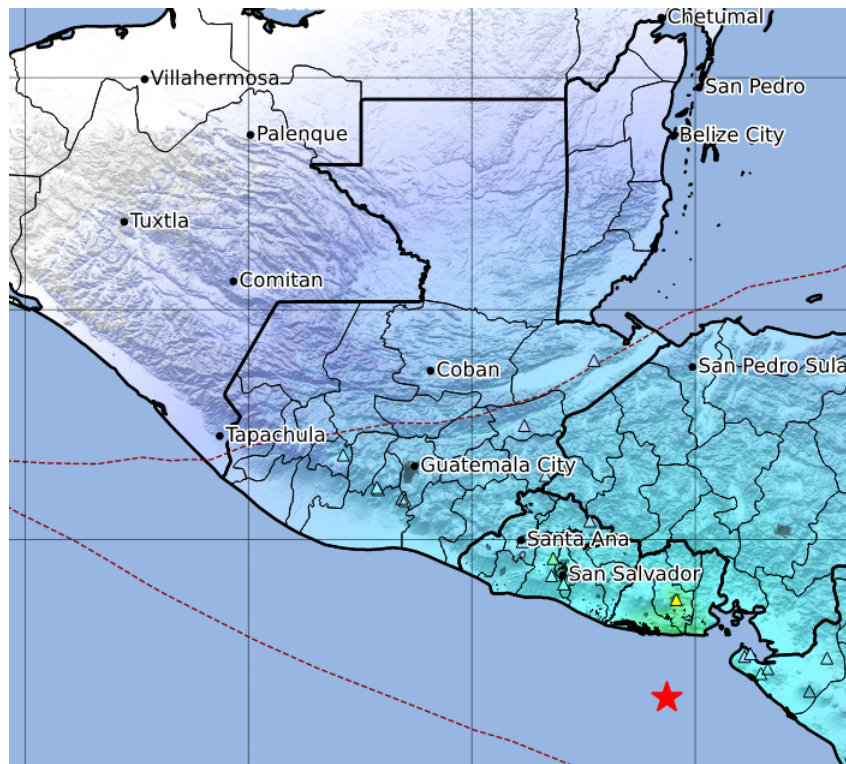 Chetumal
Villahermosa
San Pedro
Palenque
Belize City
Tuxtla
Comitan
Coban
San Pedro Sula
Tapachula
Guatemala City
Santa Ana
San Salvador